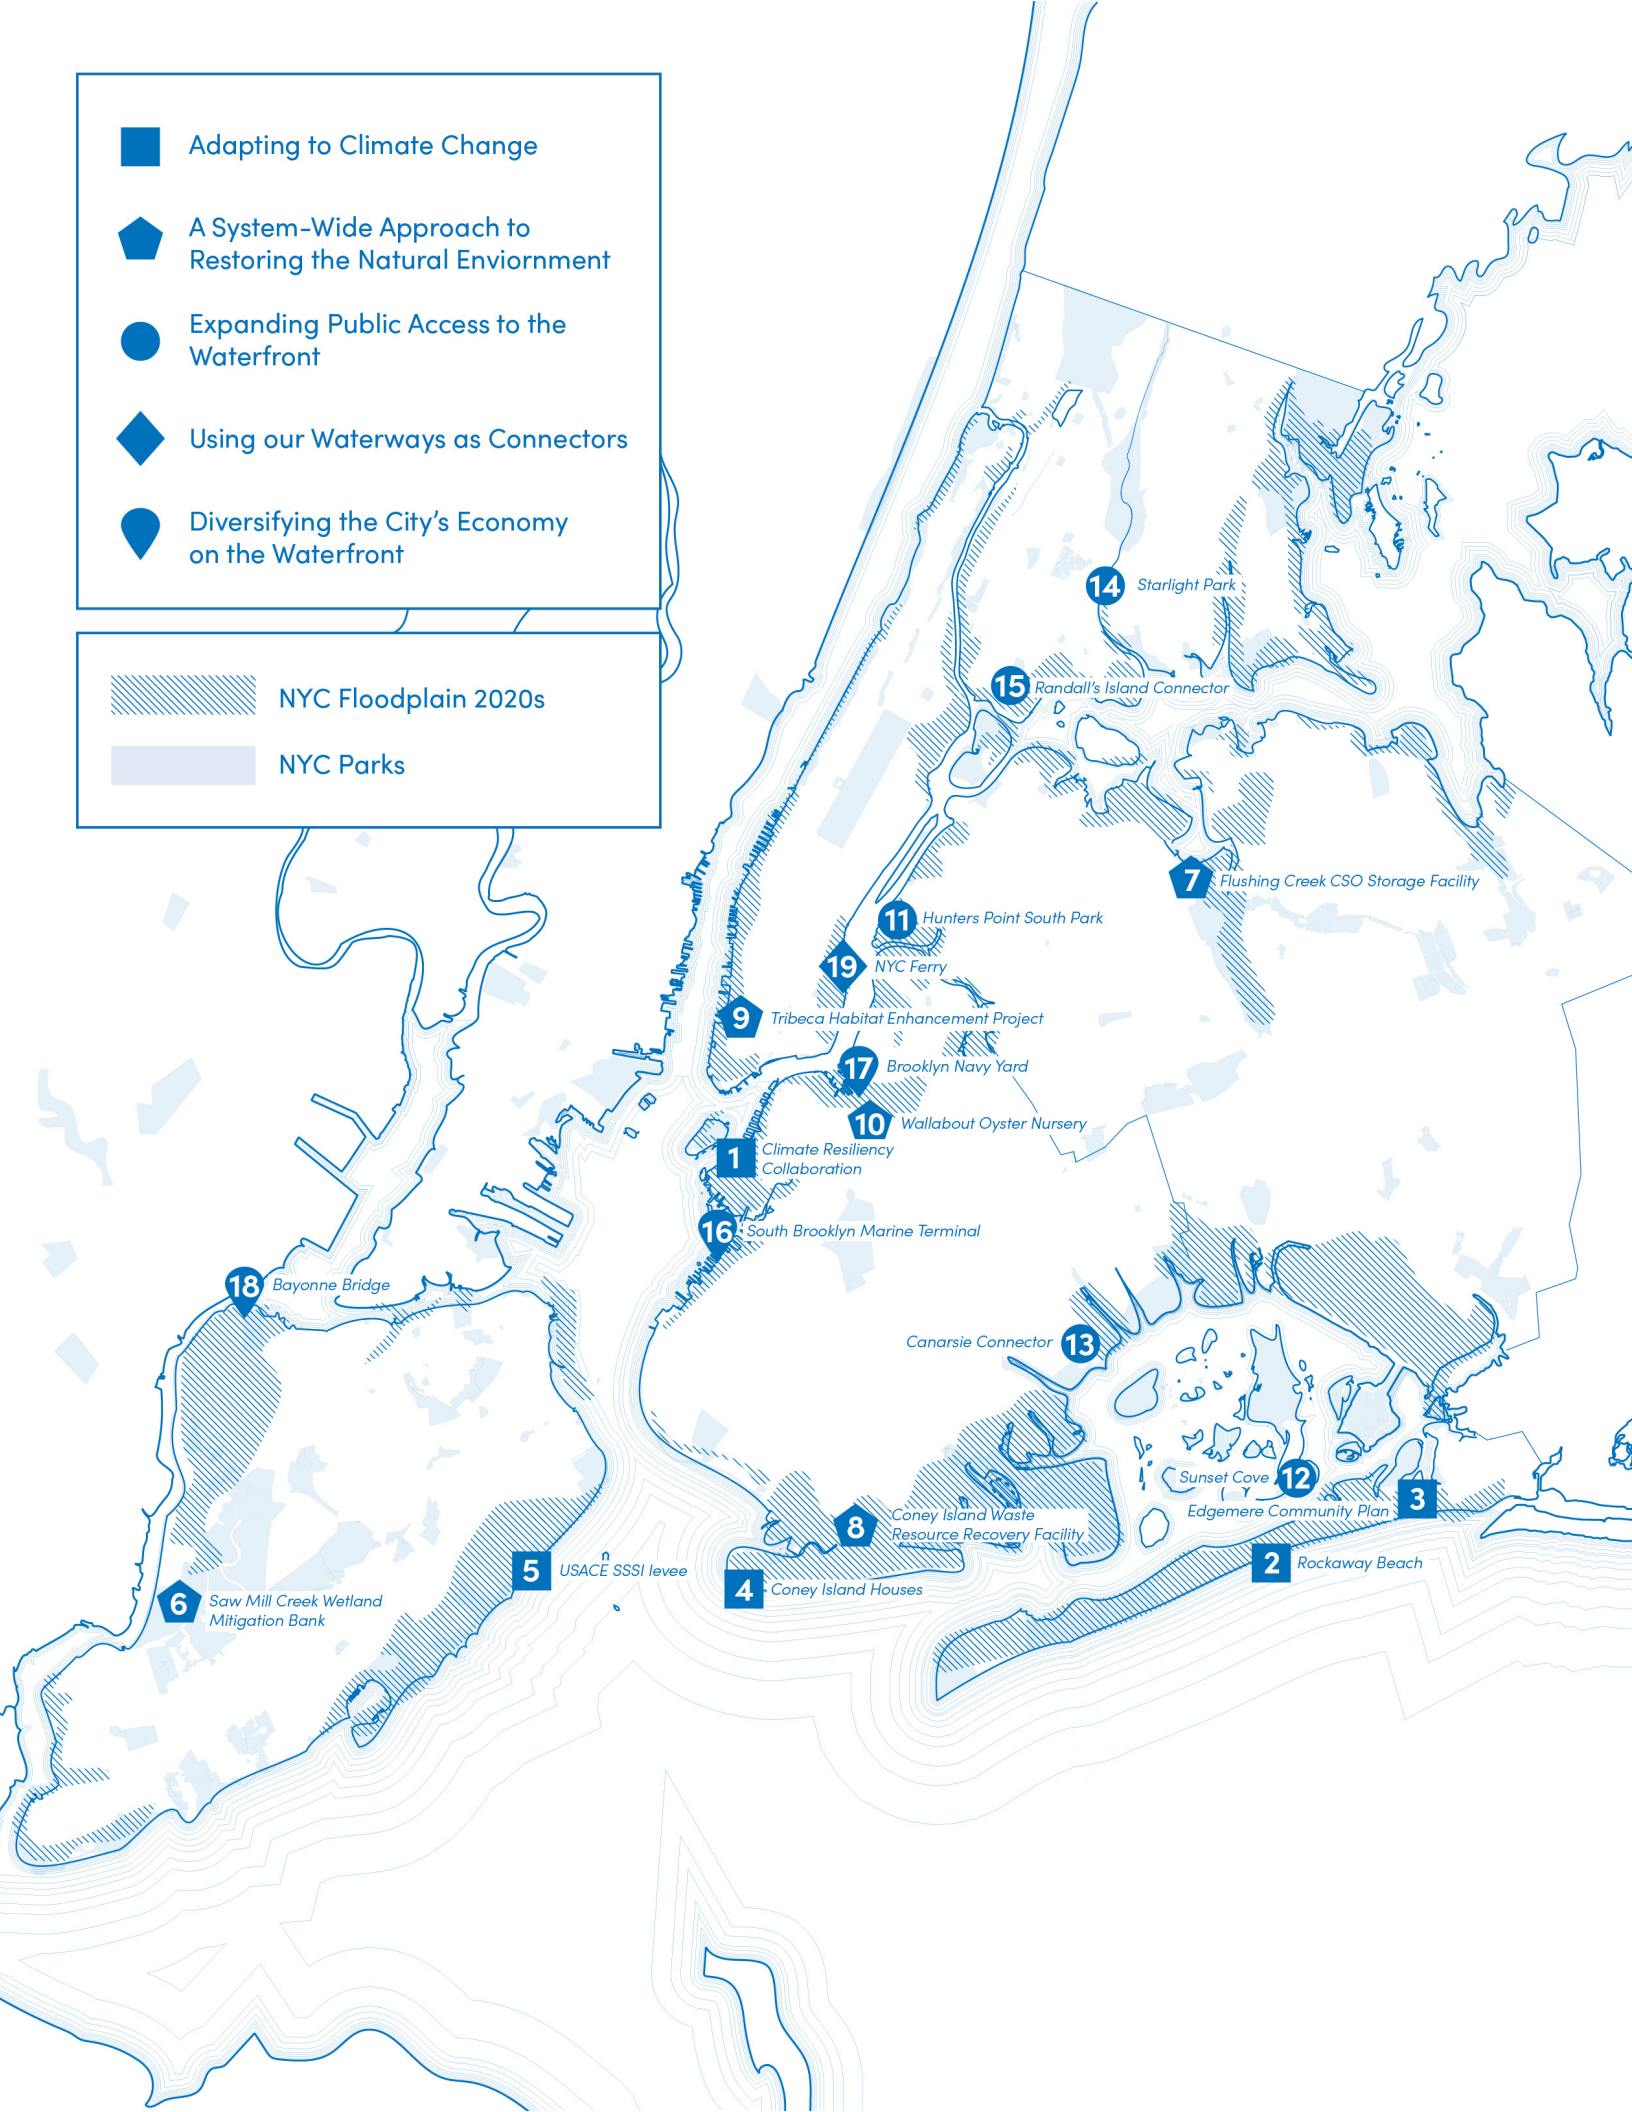 Adapting to Climate Change
A System-Wide Approach to
Restoring the Natural Enviornment
Expanding Public Access to the
Waterfront
Using our Waterways as Connectors
Diversifying the City's Economy
on the Waterfront
NYC Floodplain 2020s
NYC Parks
14 Starlight Park
15 Randall's Island Connector
7 Flushing Creek CSO Storage Facility
11 Hunters Point South Park
19 NYC Ferry
9 Tribeca Habitat Enhancement Project
17 Brooklyn Navy Yard
10 Wallabout Oyster Nursery
1 Climate Resiliency
Collaboration
16 South Brooklyn Marine Terminal
18 Bayonne Bridge
Canarsie Connector 13
Sunset Cove 12
Edgemere Community Plan 3
8 Coney Island Waste
Resource Recovery Facility
2 Rockaway Beach
5 USACE SSSI levee
4 Coney Island Houses
6 Saw Mill Creek Wetland
Mitigation Bank